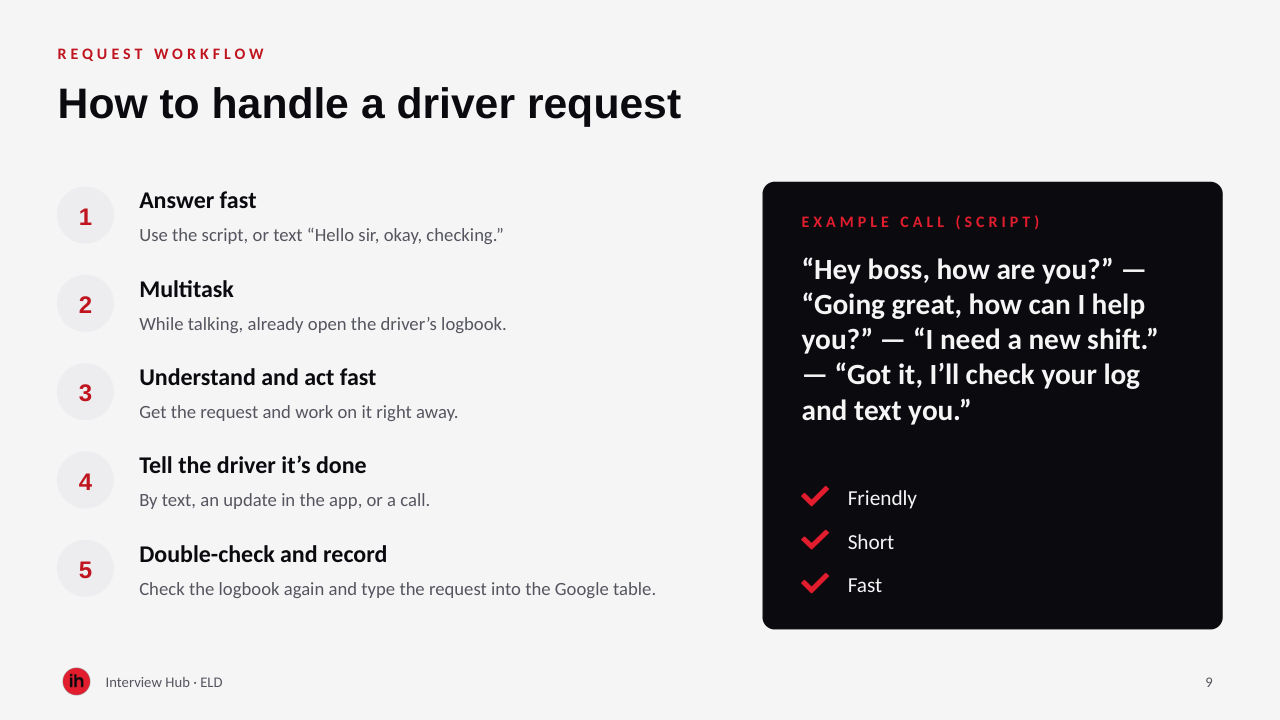 REQUEST WORKFLOW
How to handle a driver request
1
Answer fast
Use the script, or text “Hello sir, okay, checking.”
2
Multitask
While talking, already open the driver’s logbook.
3
Understand and act fast
Get the request and work on it right away.
4
Tell the driver it’s done
By text, an update in the app, or a call.
5
Double-check and record
Check the logbook again and type the request into the Google table.
EXAMPLE CALL (SCRIPT)
“Hey boss, how are you?” —
“Going great, how can I help
you?” — “I need a new shift.”
— “Got it, I’ll check your log
and text you.”
Friendly
Short
Fast
ih
Interview Hub · ELD
9